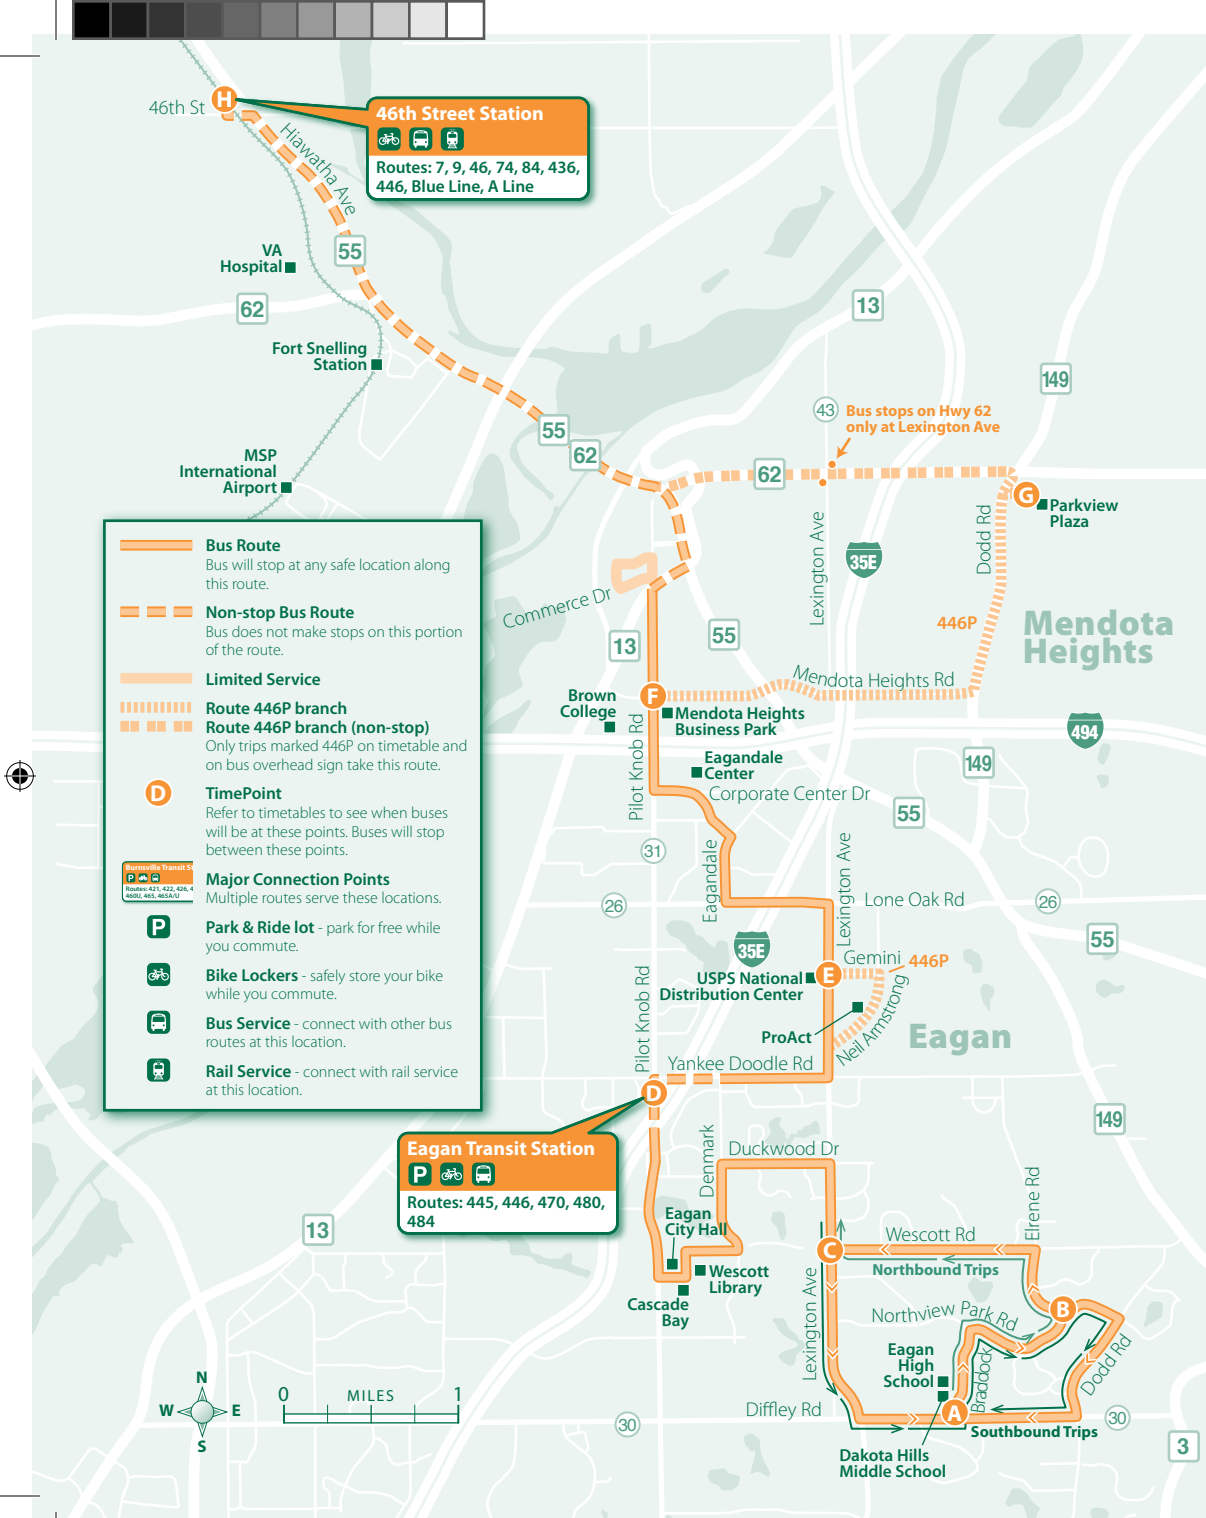 46th St
H
46th Street Station
Routes: 7, 9, 46, 74, 84, 436,
446, Blue Line, A Line
Hiawatha Ave
55
VA
Hospital
62
13
Fort Snelling
Station
149
43
Bus stops on Hwy 62
only at Lexington Ave
55
62
MSP
International
Airport
62
G
Parkview
Plaza
Lexington Ave
Dodd Rd
35E
Commerce Dr
446P
Mendota
Heights
13
55
Mendota Heights Rd
F
Brown
College
Mendota Heights
Business Park
494
Pilot Knob Rd
Eagandale
Center
149
Corporate Center Dr
55
31
Eagandale
Lexington Ave
26
Lone Oak Rd
26
55
35E
Gemini
446P
E
USPS National
Distribution Center
Pilot Knob Rd
ProAct
Neil Armstrong
Eagan
Yankee Doodle Rd
D
149
Bus Route
Bus will stop at any safe location along
this route.
Non-stop Bus Route
Bus does not make stops on this portion
of the route.
Limited Service
Route 446P branch
Route 446P branch (non-stop)
Only trips marked 446P on timetable and
on bus overhead sign take this route.
D
TimePoint
Refer to timetables to see when buses
will be at these points. Buses will stop
between these points.
Burnsville Transit St
P
Routes: 421, 422, 426, 4
460U, 465, 465A/U
Major Connection Points
Multiple routes serve these locations.
P
Park & Ride lot - park for free while
you commute.
Bike Lockers - safely store your bike
while you commute.
Bus Service - connect with other bus
routes at this location.
Rail Service - connect with rail service
at this location.
Eagan Transit Station
P
Routes: 445, 446, 470, 480,
484
Denmark
Duckwood Dr
Eagan
City Hall
Elrene Rd
13
C
Wescott Rd
Northbound Trips
Wescott
Library
Cascade
Bay
Lexington Ave
Northview Park Rd
B
Eagan
High
School
Braddock
Dodd Rd
N
W
E
S
0
MILES
1
Diffley Rd
A
30
30
Southbound Trips
3
Dakota Hills
Middle School